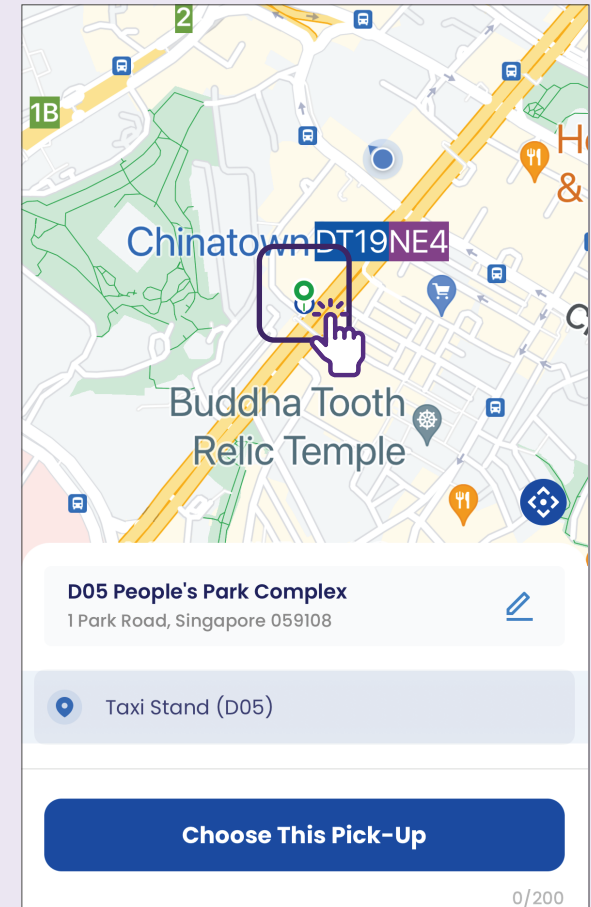 2
1B
H
&
Chinatown DT19 NE4
Buddha Tooth
Relic Temple
D05 People's Park Complex
1 Park Road, Singapore 059108
Taxi Stand (D05)
Choose This Pick-Up
0/200